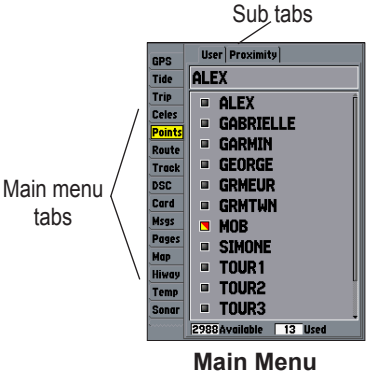 Sub tabs
User Proximity
ALEX
GPS
Tide
Trip
Celes
Points
Route
Track
DSC
Card
Msgs
Pages
Map
Hiway
Temp
Sonar
ALEX
GABRIELLE
GARMIN
GEORGE
GRMEUR
GRMTWN
MOB
SIMONE
TOUR1
TOUR2
TOUR3
2988 Available 13 Used
Main menu
tabs
Main Menu